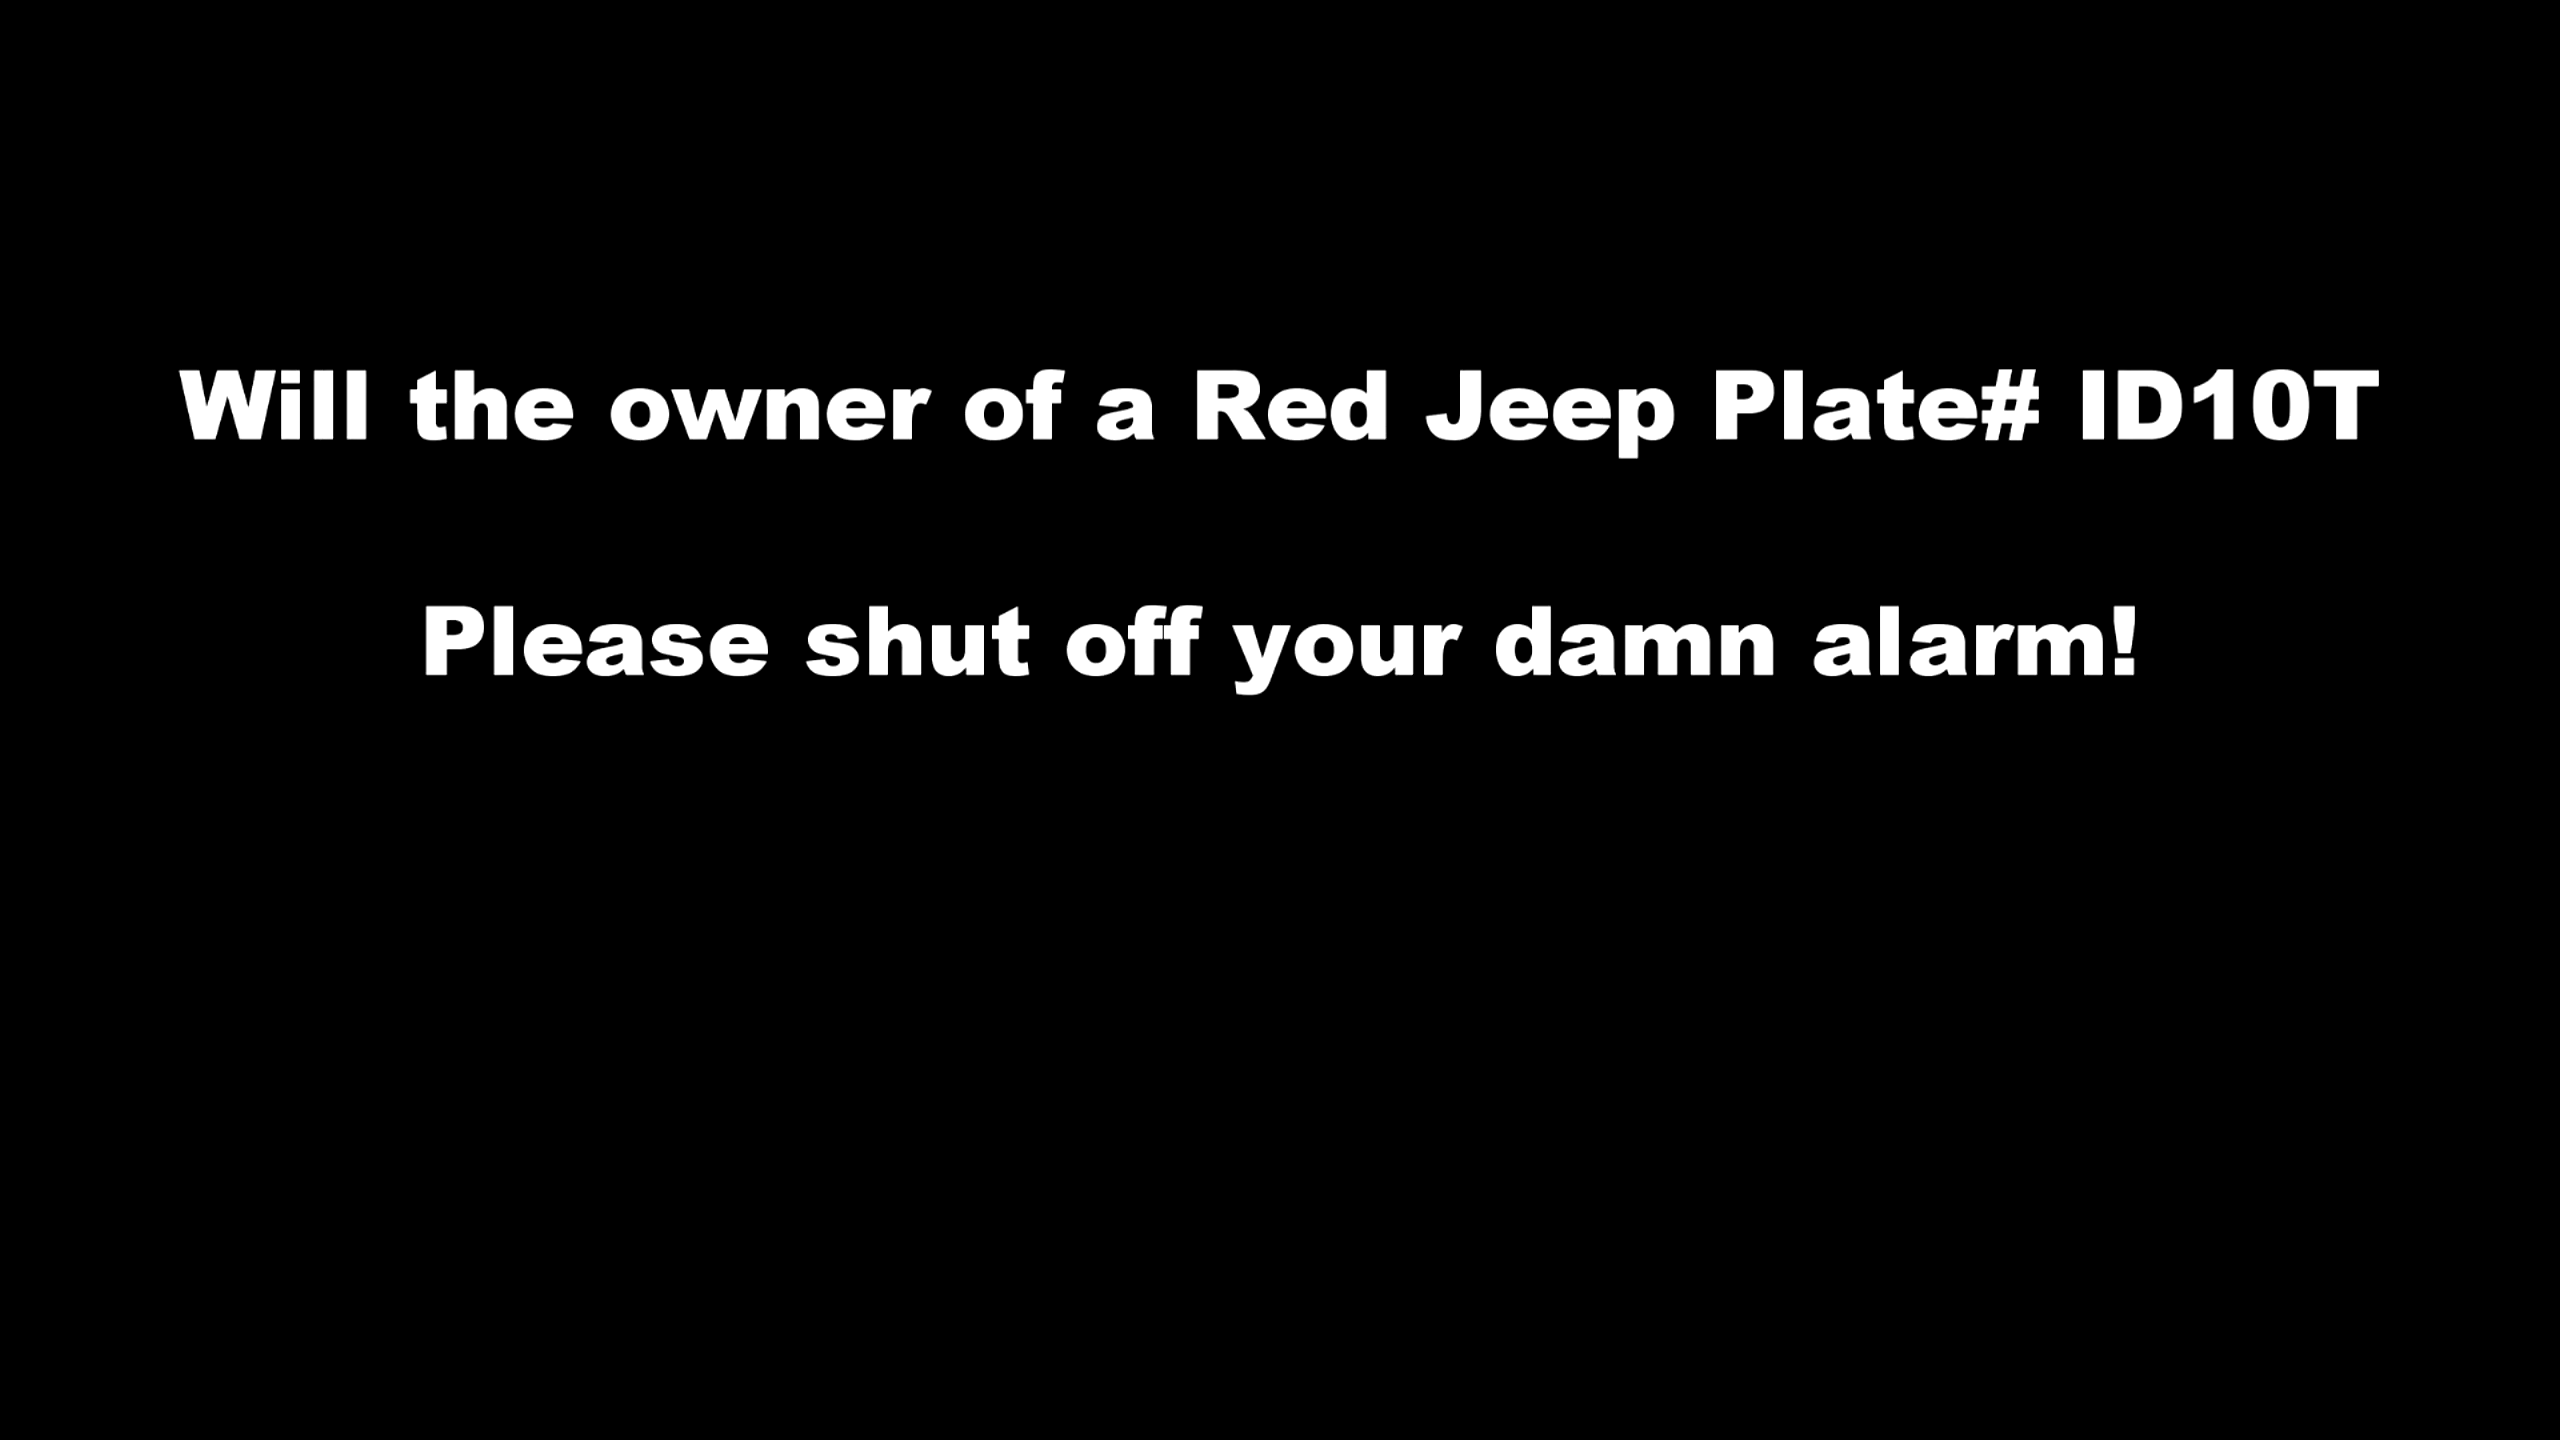 Will the owner of a Red Jeep Plate# ID10T
Please shut off your damn alarm!